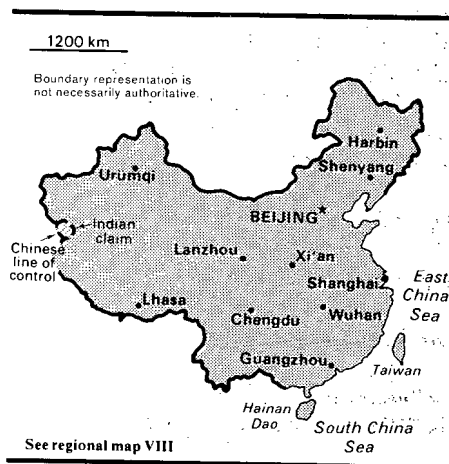 1200 km
Boundary representation is
not necessarily authoritative.
Harbin
Urumqi
Shenyang
BEIJING
Indian
claim
Chinese
line of
control
Lanzhou
Xi'an
Shanghai
East
China
Sea
Lhasa
Chengdu
Wuhan
Guangzhou
Taiwan
Hainan
Dao
South China
Sea
See regional map VIII